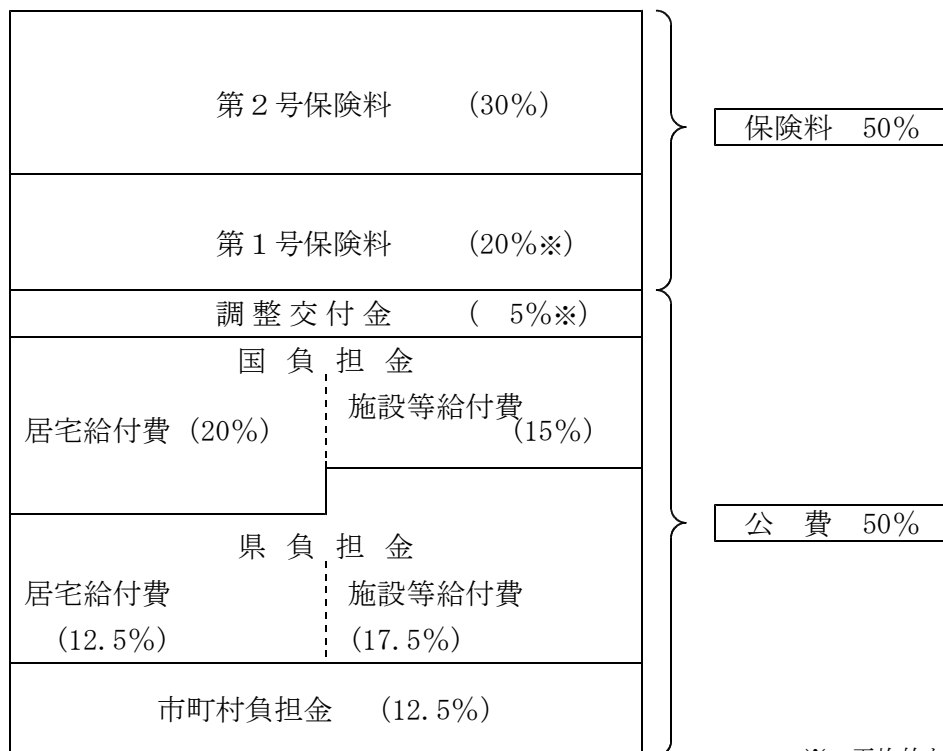 第２号保険料　　（30％）
保険料　50％
第１号保険料　　（20％※）
調整交付金　　（　5％※）
国負担金
施設等給付費
居宅給付費（20％）
（15％）
公　費　50％
県負担金
居宅給付費
施設等給付費
（12.5％）
（17.5％）
市町村負担金　（12.5％）
※